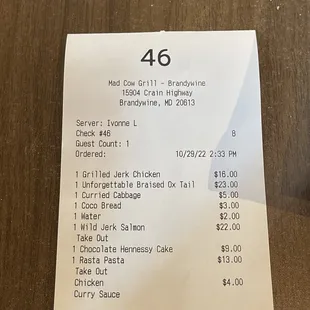 46
Mad Cow Grill - Brandywine
15904 Crain Highway
Brandywine, MD 20613
Server: Ivonne L
Check #46 B
Guest Count: 1
Ordered: 10/29/22 2:33 PM
1 Grilled Jerk Chicken $16.00
1 Unforgettable Braised Ox Tail $23.00
1 Curried Cabbage $5.00
1 Coco Bread $3.00
1 Water $2.00
1 Wild Jerk Salmon $22.00
Take Out
1 Chocolate Hennessy Cake $9.00
1 Rasta Pasta $13.00
Take Out
Chicken $4.00
Curry Sauce